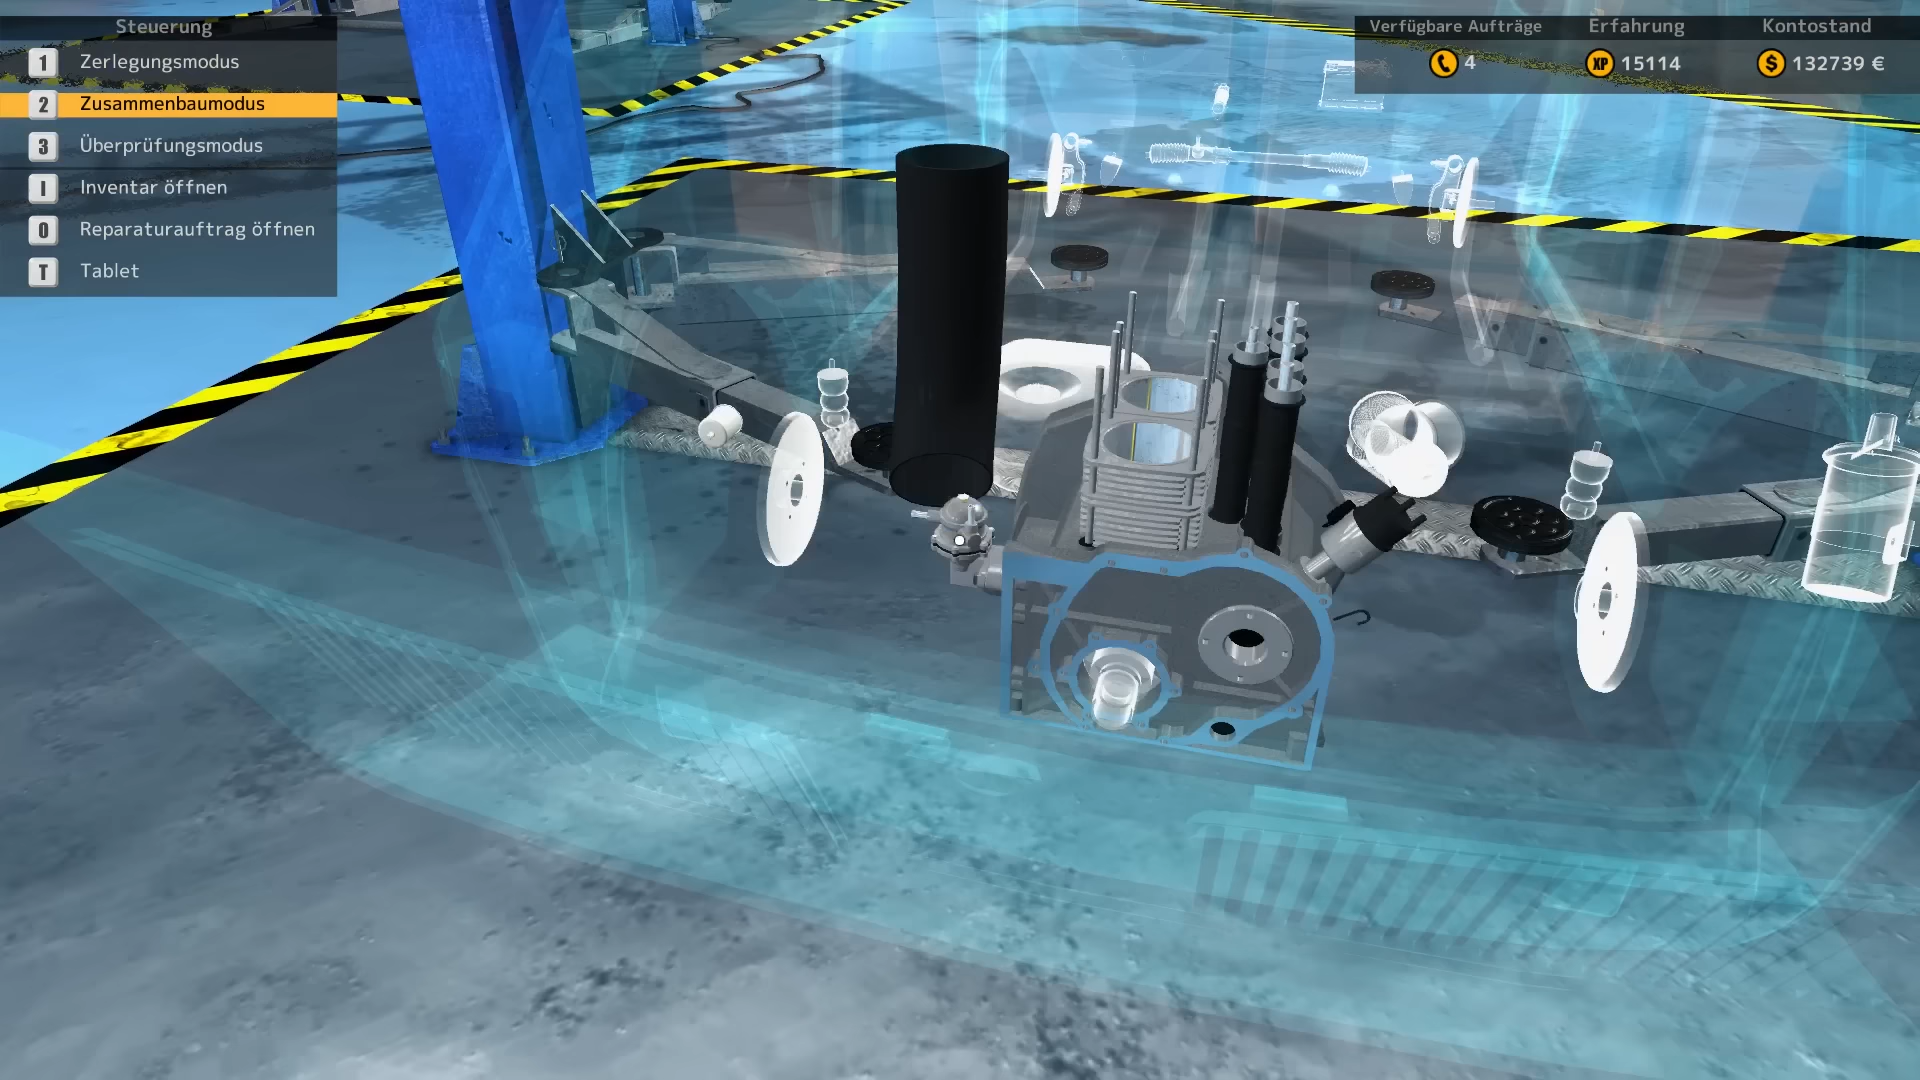 Steuerung
1 Zerlegungsmodus
2 Zusammenbaumodus
3 Überprüfungsmodus
I Inventar öffnen
O Reparaturauftrag öffnen
T Tablet
Verfügbare Aufträge Erfahrung Kontostand
4 XP 15114 $ 132739 €